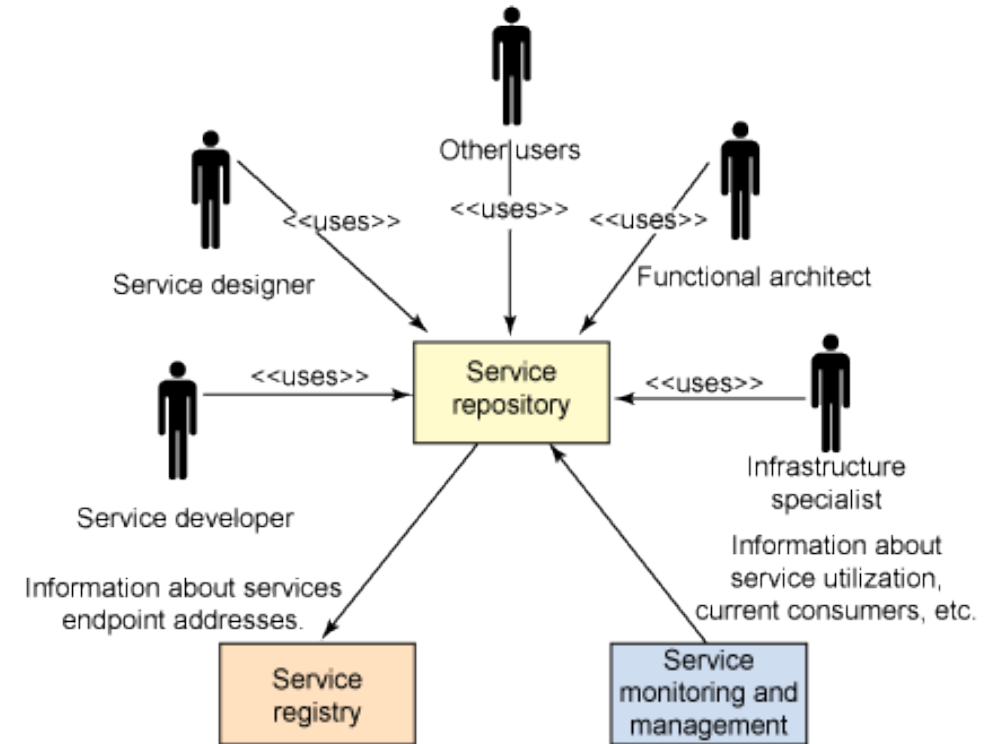 Other users
<<uses>>
<<uses>>
<<uses>>
Service designer
Functional architect
<<uses>>
Service
repository
<<uses>>
Service developer
Infrastructure
specialist
Information about services
endpoint addresses.
Information about
service utilization,
current consumers, etc.
Service
registry
Service
monitoring and
management